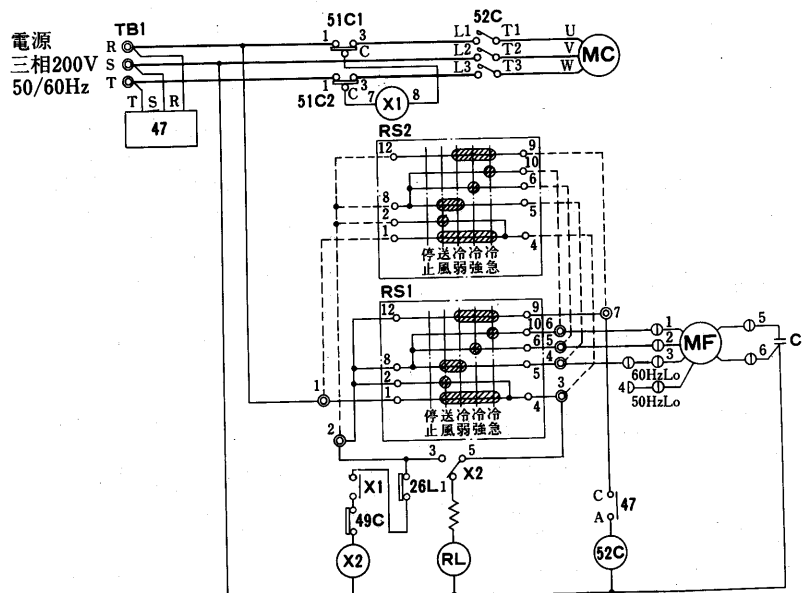 電源
三相200V
50/60Hz
TB1
R
S
T
T S R
47
51C1
1 3
C
1 3
C
51C2
7 X1 8
52C
L1 T1 U
L2 T2 V
L3 T3 W
MC
RS2
12 9
10
6
8
5
2
1 4
停止 送風 冷弱 冷強 冷急
RS1
12 9
10 6
6 5
8
5 4
2
1 4 3
停止 送風 冷弱 冷強 冷急
1
2
7
1
2
3
MF
5
6
C
60HzLo
4
50HzLo
3 5
X2
1
X1
26L
49C
X2
RL
C
47
A
52C